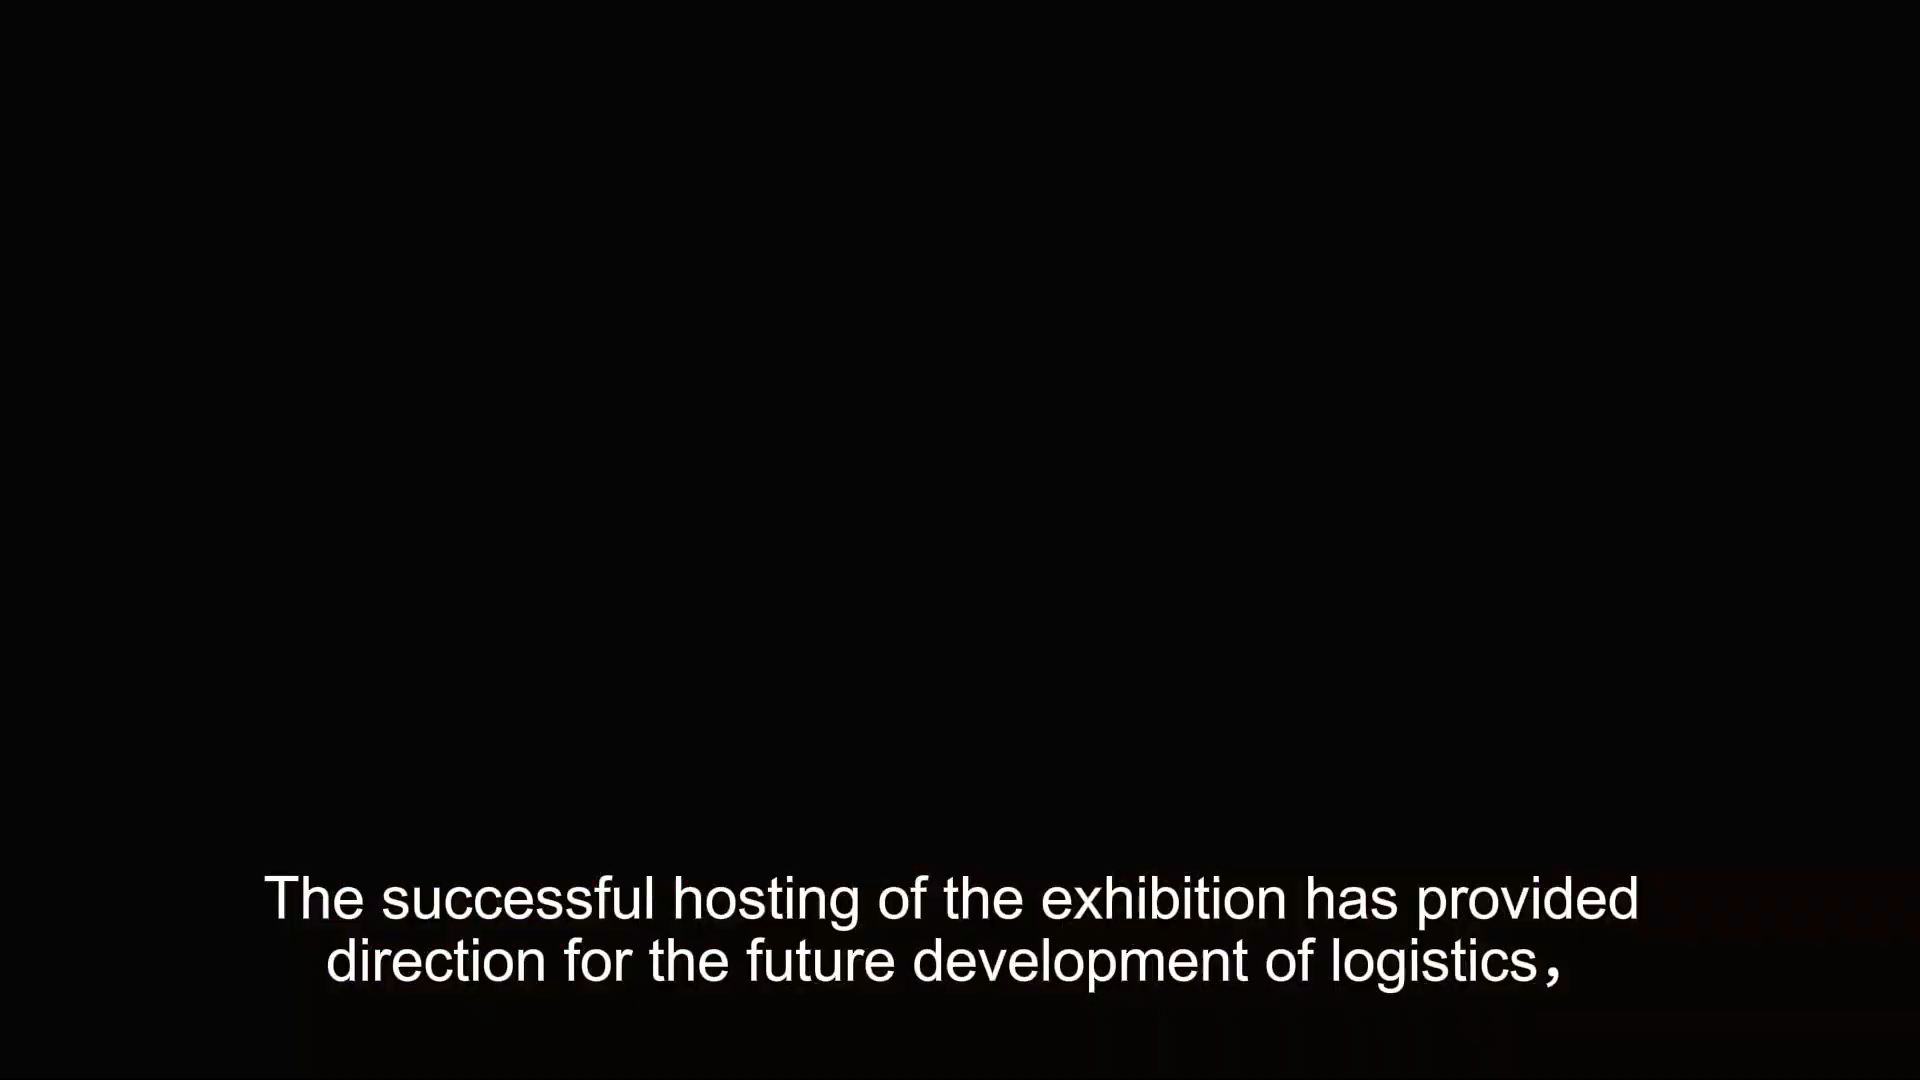 The successful hosting of the exhibition has provided
direction for the future development of logistics，